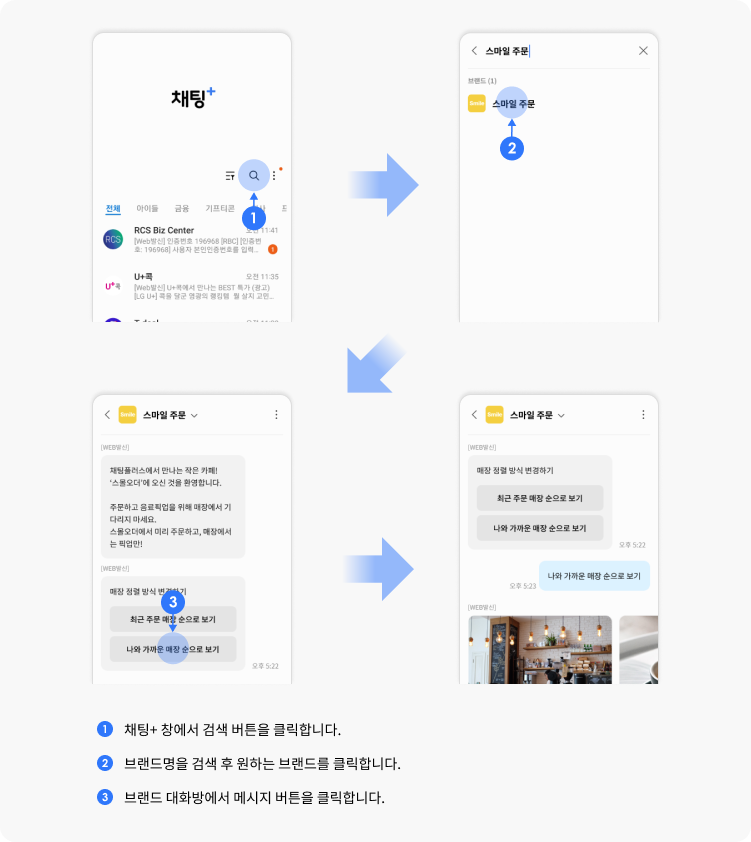 채팅+
전체 아이돌 금융 기프티콘
RCS
RCS Biz Center 오전 11:41
[Web발신] 인증번호 196968 [RBC] [인증번
호: 196968] 사용자 본인인증번호를 입력... 1
U+콕
U+콕 오전 11:35
[Web발신] U+콕에서 만나는 BEST 특가 (광고)
[LG U+] 콕을 달군 영광의 랭킹템 뭘 살지 고민...
1
스마일 주문
브랜드 (1)
Smile 스마일 주문
2
Smile 스마일 주문
[WEB발신]
채팅플러스에서 만나는 작은 카페!
‘스몰오더’에 오신 것을 환영합니다.
주문하고 음료픽업을 위해 매장에서 기
다리지 마세요.
스몰오더에서 미리 주문하고, 매장에서
는 픽업만!
[WEB발신]
매장 정렬 방식 변경하기
3
최근 주문 매장 순으로 보기
나와 가까운 매장 순으로 보기
오후 5:22
Smile 스마일 주문
[WEB발신]
매장 정렬 방식 변경하기
최근 주문 매장 순으로 보기
나와 가까운 매장 순으로 보기
오후 5:22
나와 가까운 매장 순으로 보기
오후 5:23
[WEB발신]
1 채팅+ 창에서 검색 버튼을 클릭합니다.
2 브랜드명을 검색 후 원하는 브랜드를 클릭합니다.
3 브랜드 대화방에서 메시지 버튼을 클릭합니다.